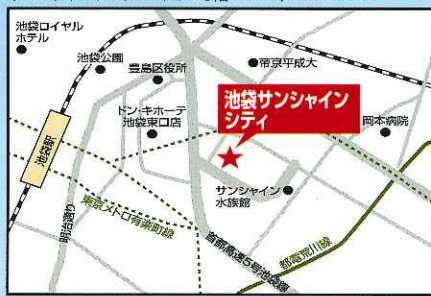 池袋ロイヤル
ホテル
池袋公園
豊島区役所
帝京平成大
ドン・キホーテ
池袋東口店
池袋サンシャイン
シティ
岡本病院
池袋駅
サンシャイン
水族館
明治通り
東京メトロ有楽町線
首都高速5号池袋線
都電荒川線